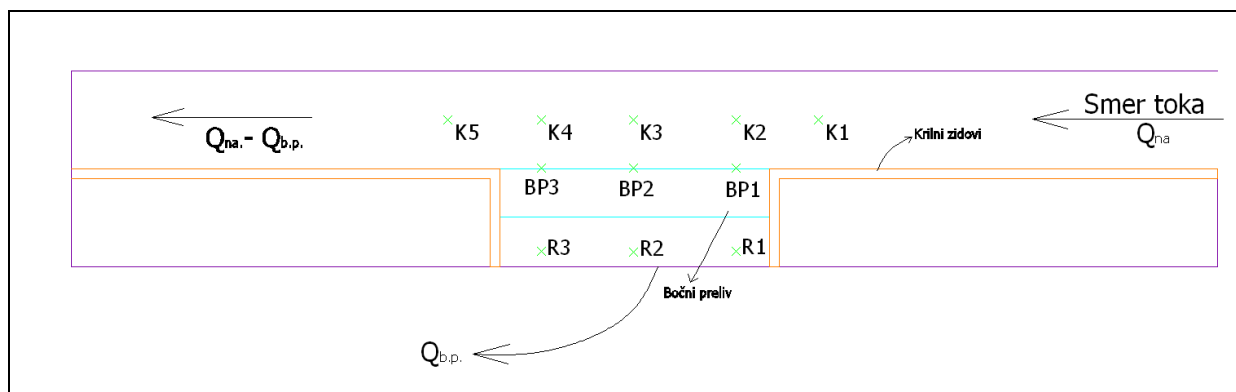 Smer toka
Qna
Qna.- Qb.p.
K5
K4
K3
K2
K1
Krilni zidovi
BP3
BP2
BP1
R3
R2
R1
Bočni preliv
Qb.p.